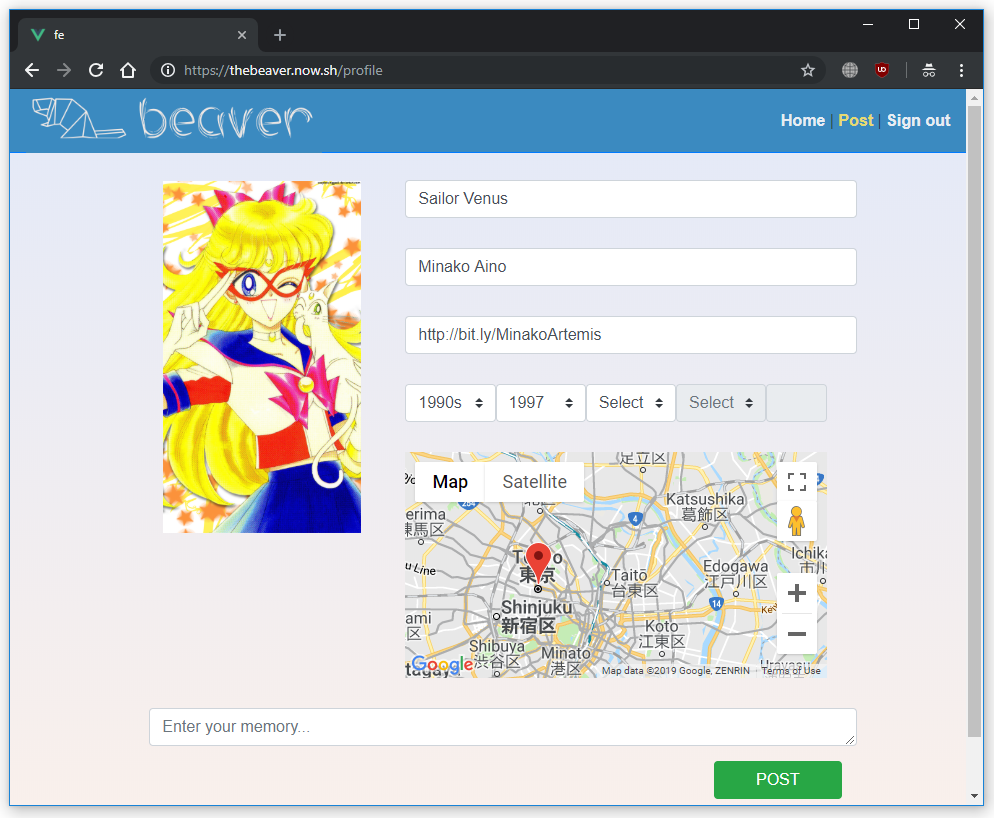 fe
https://thebeaver.now.sh/profile
beaver
Home | Post | Sign out
Sailor Venus
Minako Aino
http://bit.ly/MinakoArtemis
1990s 1997 Select Select
Map Satellite
足立区
Katsushika
葛飾区
4
erima
練馬区
Edogawa
江戸川区
市川
u Line
東京
Taitō
台東区
14
Shinjuku
新宿区
Koto
江東区
Shibuya
渋谷区
Minato
港区
Google
Map data ©2019 Google, ZENRIN
Terms of Use
Enter your memory...
POST